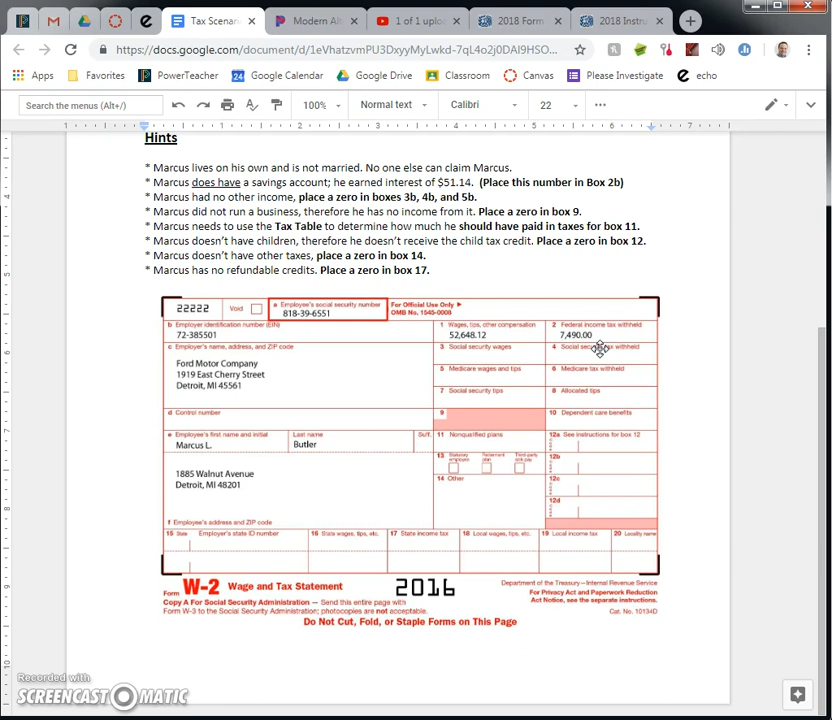 Tax Scenari
Modern Alt
1 of 1 uplo
2018 Form
2018 Instru
https://docs.google.com/document/d/1eVhatzvmPU3DxyyMyLwkd-7qL4o2j0DAI9HSO...
Apps
Favorites
PowerTeacher
Google Calendar
Google Drive
Classroom
Canvas
Please Investigate
echo
Search the menus (Alt+/)
100%
Normal text
Calibri
22
Hints
* Marcus lives on his own and is not married. No one else can claim Marcus.
* Marcus does have a savings account; he earned interest of $51.14. (Place this number in Box 2b)
* Marcus had no other income, place a zero in boxes 3b, 4b, and 5b.
* Marcus did not run a business, therefore he has no income from it. Place a zero in box 9.
* Marcus needs to use the Tax Table to determine how much he should have paid in taxes for box 11.
* Marcus doesn't have children, therefore he doesn't receive the child tax credit. Place a zero in box 12.
* Marcus doesn't have other taxes, place a zero in box 14.
* Marcus has no refundable credits. Place a zero in box 17.
22222
Void
a Employee's social security number
818-39-6551
For Official Use Only ►
OMB No. 1545-0008
b Employer identification number (EIN)
72-385501
1 Wages, tips, other compensation
52,648.12
2 Federal income tax withheld
7,490.00
c Employer's name, address, and ZIP code
Ford Motor Company
1919 East Cherry Street
Detroit, MI 45561
3 Social security wages
4 Social security tax withheld
5 Medicare wages and tips
6 Medicare tax withheld
7 Social security tips
8 Allocated tips
d Control number
9
10 Dependent care benefits
e Employee's first name and initial
Last name
Suff.
Marcus L.
Butler
11 Nonqualified plans
12a See instructions for box 12
13 Statutory employee
Retirement plan
Third-party sick pay
12b
1885 Walnut Avenue
Detroit, MI 48201
14 Other
12c
12d
f Employee's address and ZIP code
15 State
Employer's state ID number
16 State wages, tips, etc.
17 State income tax
18 Local wages, tips, etc.
19 Local income tax
20 Locality name
Form W-2 Wage and Tax Statement
2016
Department of the Treasury—Internal Revenue Service
For Privacy Act and Paperwork Reduction
Act Notice, see the separate instructions.
Copy A For Social Security Administration — Send this entire page with
Form W-3 to the Social Security Administration; photocopies are not acceptable.
Cat. No. 10134D
Do Not Cut, Fold, or Staple Forms on This Page
Recorded with
SCREENCAST-O-MATIC